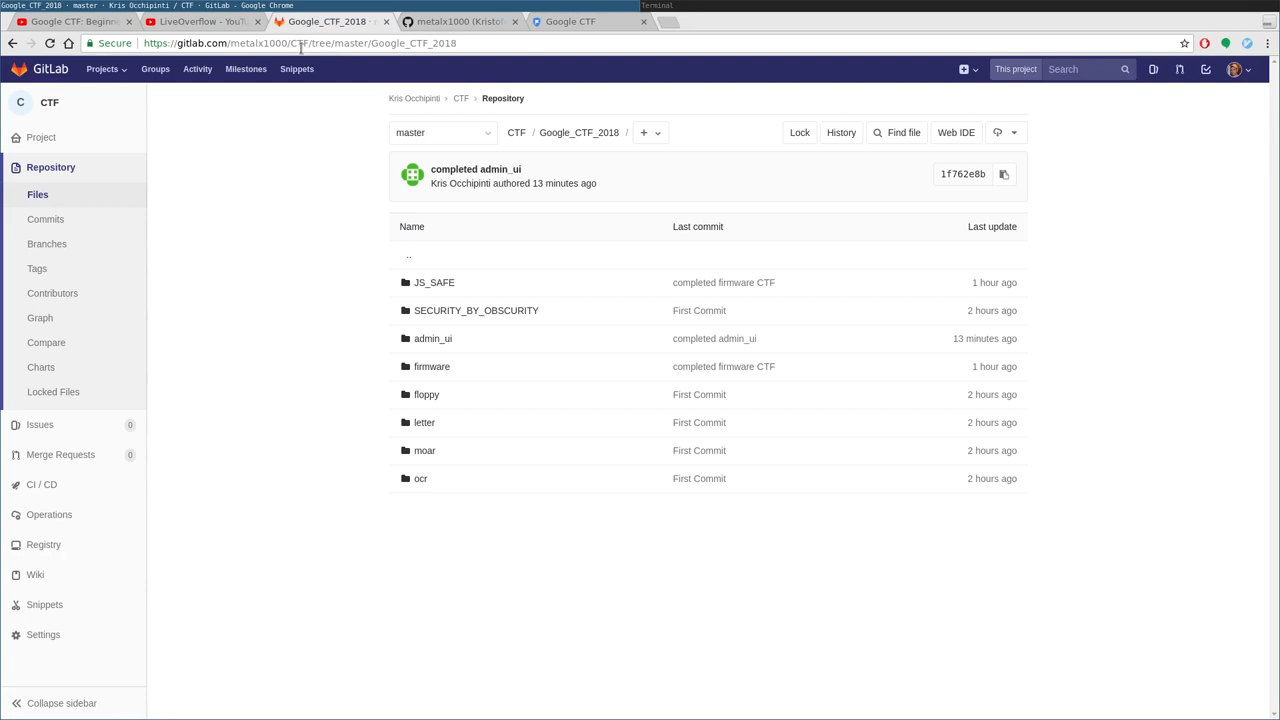 Google_CTF_2018 · master · Kris Occhipinti / CTF · GitLab - Google Chrome
Terminal
Google CTF: Beginne
LiveOverflow - YouTu
Google_CTF_2018 ·
metalx1000 (Kristof
Google CTF
Secure
https://gitlab.com/metalx1000/CTF/tree/master/Google_CTF_2018
GitLab
Projects
Groups
Activity
Milestones
Snippets
This project
Search
C
CTF
Project
Repository
Files
Commits
Branches
Tags
Contributors
Graph
Compare
Charts
Locked Files
Issues
0
Merge Requests
0
CI / CD
Operations
Registry
Wiki
Snippets
Settings
Collapse sidebar
Kris Occhipinti › CTF › Repository
master
CTF / Google_CTF_2018 / +
Lock
History
Find file
Web IDE
completed admin_ui
Kris Occhipinti authored 13 minutes ago
1f762e8b
Name Last commit Last update
..
JS_SAFE completed firmware CTF 1 hour ago
SECURITY_BY_OBSCURITY First Commit 2 hours ago
admin_ui completed admin_ui 13 minutes ago
firmware completed firmware CTF 1 hour ago
floppy First Commit 2 hours ago
letter First Commit 2 hours ago
moar First Commit 2 hours ago
ocr First Commit 2 hours ago